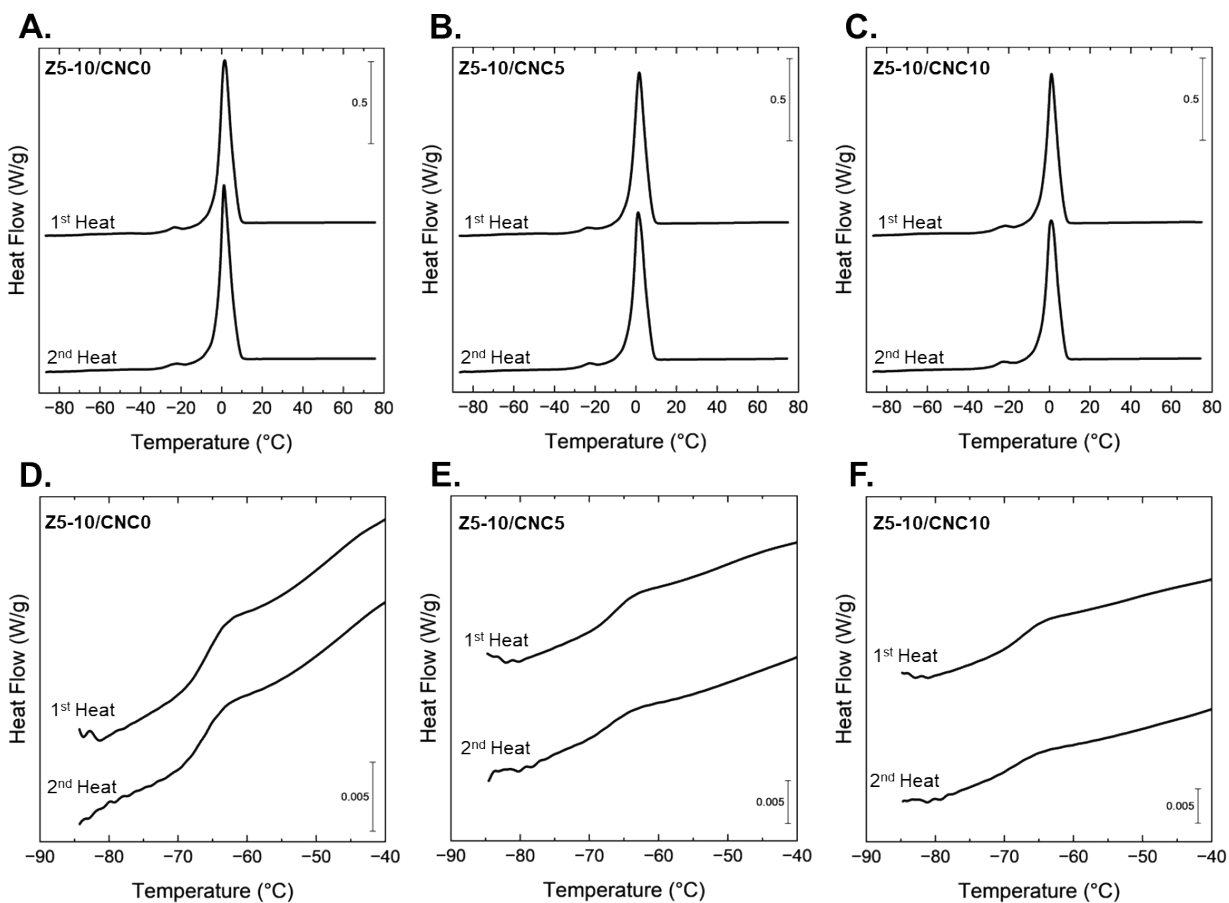 A.
Z5-10/CNC0
0.5
1st Heat
2nd Heat
Heat Flow (W/g)
−80 −60 −40 −20 0 20 40 60 80
Temperature (°C)
B.
Z5-10/CNC5
0.5
1st Heat
2nd Heat
Heat Flow (W/g)
−80 −60 −40 −20 0 20 40 60 80
Temperature (°C)
C.
Z5-10/CNC10
0.5
1st Heat
2nd Heat
Heat Flow (W/g)
−80 −60 −40 −20 0 20 40 60 80
Temperature (°C)
D.
Z5-10/CNC0
1st Heat
2nd Heat
0.005
Heat Flow (W/g)
−90 −80 −70 −60 −50 −40
Temperature (°C)
E.
Z5-10/CNC5
1st Heat
2nd Heat
0.005
Heat Flow (W/g)
−90 −80 −70 −60 −50 −40
Temperature (°C)
F.
Z5-10/CNC10
1st Heat
2nd Heat
0.005
Heat Flow (W/g)
−90 −80 −70 −60 −50 −40
Temperature (°C)